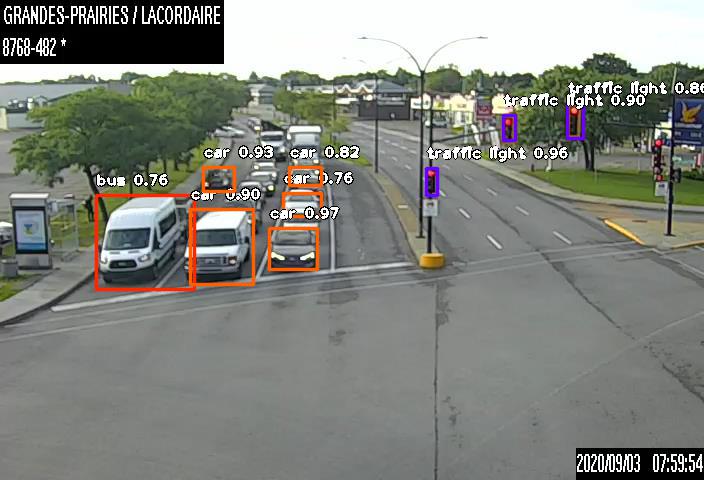 GRANDES-PRAIRIES / LACORDAIRE
8768-482 *
traffic light 0.86
traffic light 0.90
car 0.93
car 0.82
traffic light 0.96
bus 0.76
car 0.76
car 0.90
car 0.97
2020/09/03 07:59:54